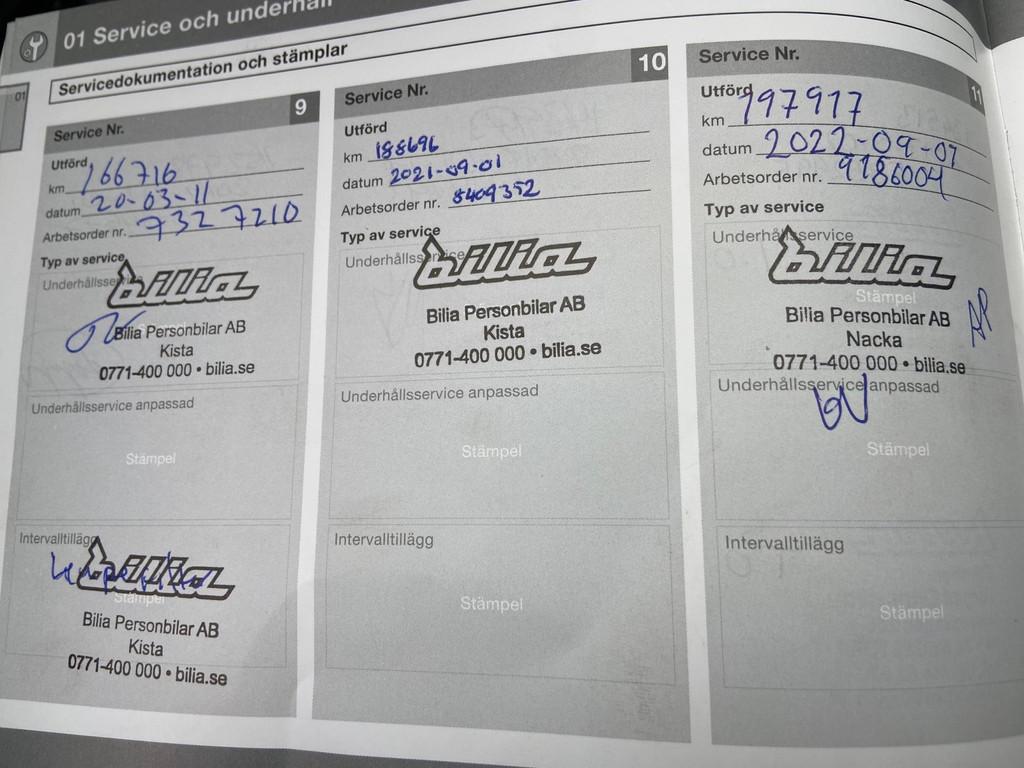 01 Service och underhåll
01
Servicedokumentation och stämplar
Service Nr. 9
Utförd
km 166716
datum 20-03-11
Arbetsorder nr. 7327210
Typ av service
Underhållsservice
bilia
Bilia Personbilar AB
Kista
0771-400 000 • bilia.se
Underhållsservice anpassad
Stämpel
Intervalltillägg
bilia
Stämpel
Bilia Personbilar AB
Kista
0771-400 000 • bilia.se
Service Nr. 10
Utförd
km 188696
datum 2021-09-01
Arbetsorder nr. 8409352
Typ av service
Underhållsservice
bilia
Bilia Personbilar AB
Kista
0771-400 000 • bilia.se
Underhållsservice anpassad
Stämpel
Intervalltillägg
Stämpel
Service Nr. 11
Utförd
km 197917
datum 2022-09-07
Arbetsorder nr. 9186004
Typ av service
Underhållsservice
bilia
Stämpel
Bilia Personbilar AB
Nacka
0771-400 000 • bilia.se
Underhållsservice anpassad
Stämpel
Intervalltillägg
Stämpel